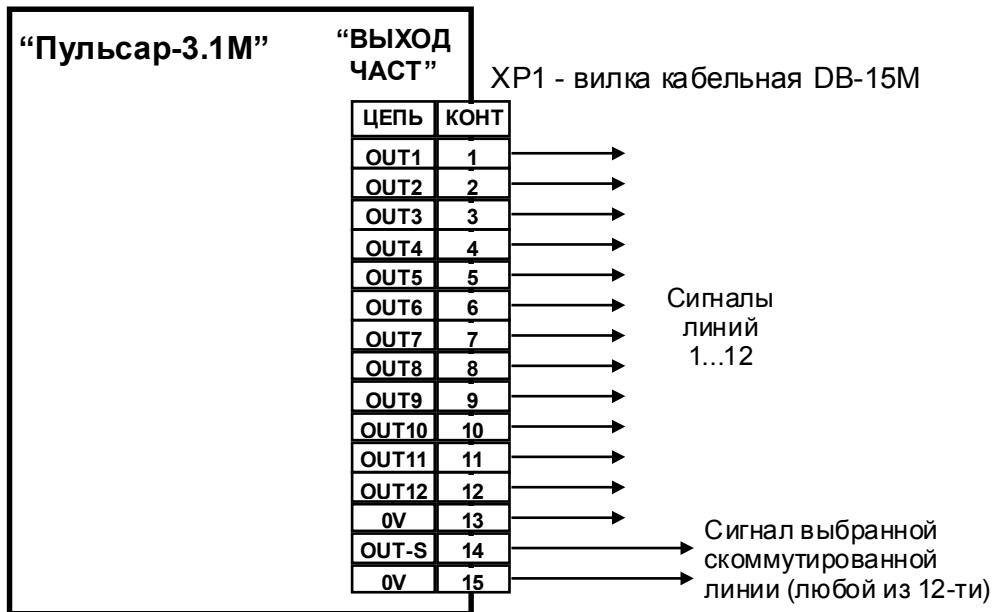 “Пульсар-3.1М”
“ВЫХОД
ЧАСТ”
XP1 - вилка кабельная DB-15M
ЦЕПЬ КОНТ
OUT1 1
OUT2 2
OUT3 3
OUT4 4
OUT5 5
OUT6 6
OUT7 7
OUT8 8
OUT9 9
OUT10 10
OUT11 11
OUT12 12
0V 13
OUT-S 14
0V 15
Сигналы
линий
1...12
Сигнал выбранной
скоммутированной
линии (любой из 12-ти)